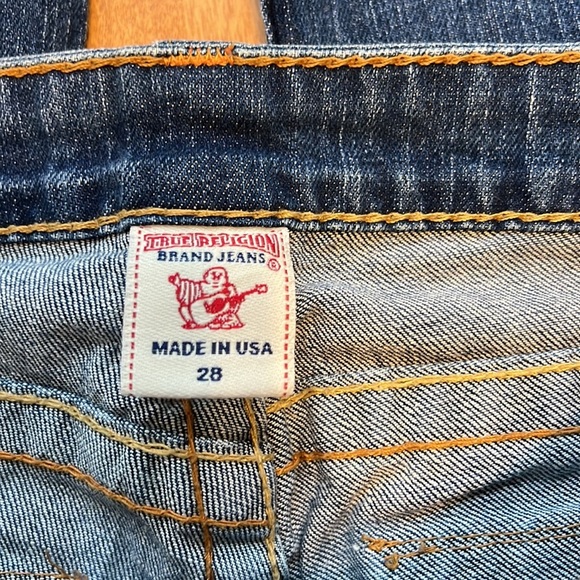 TRUE RELIGION
BRAND JEANS ®
MADE IN USA
28